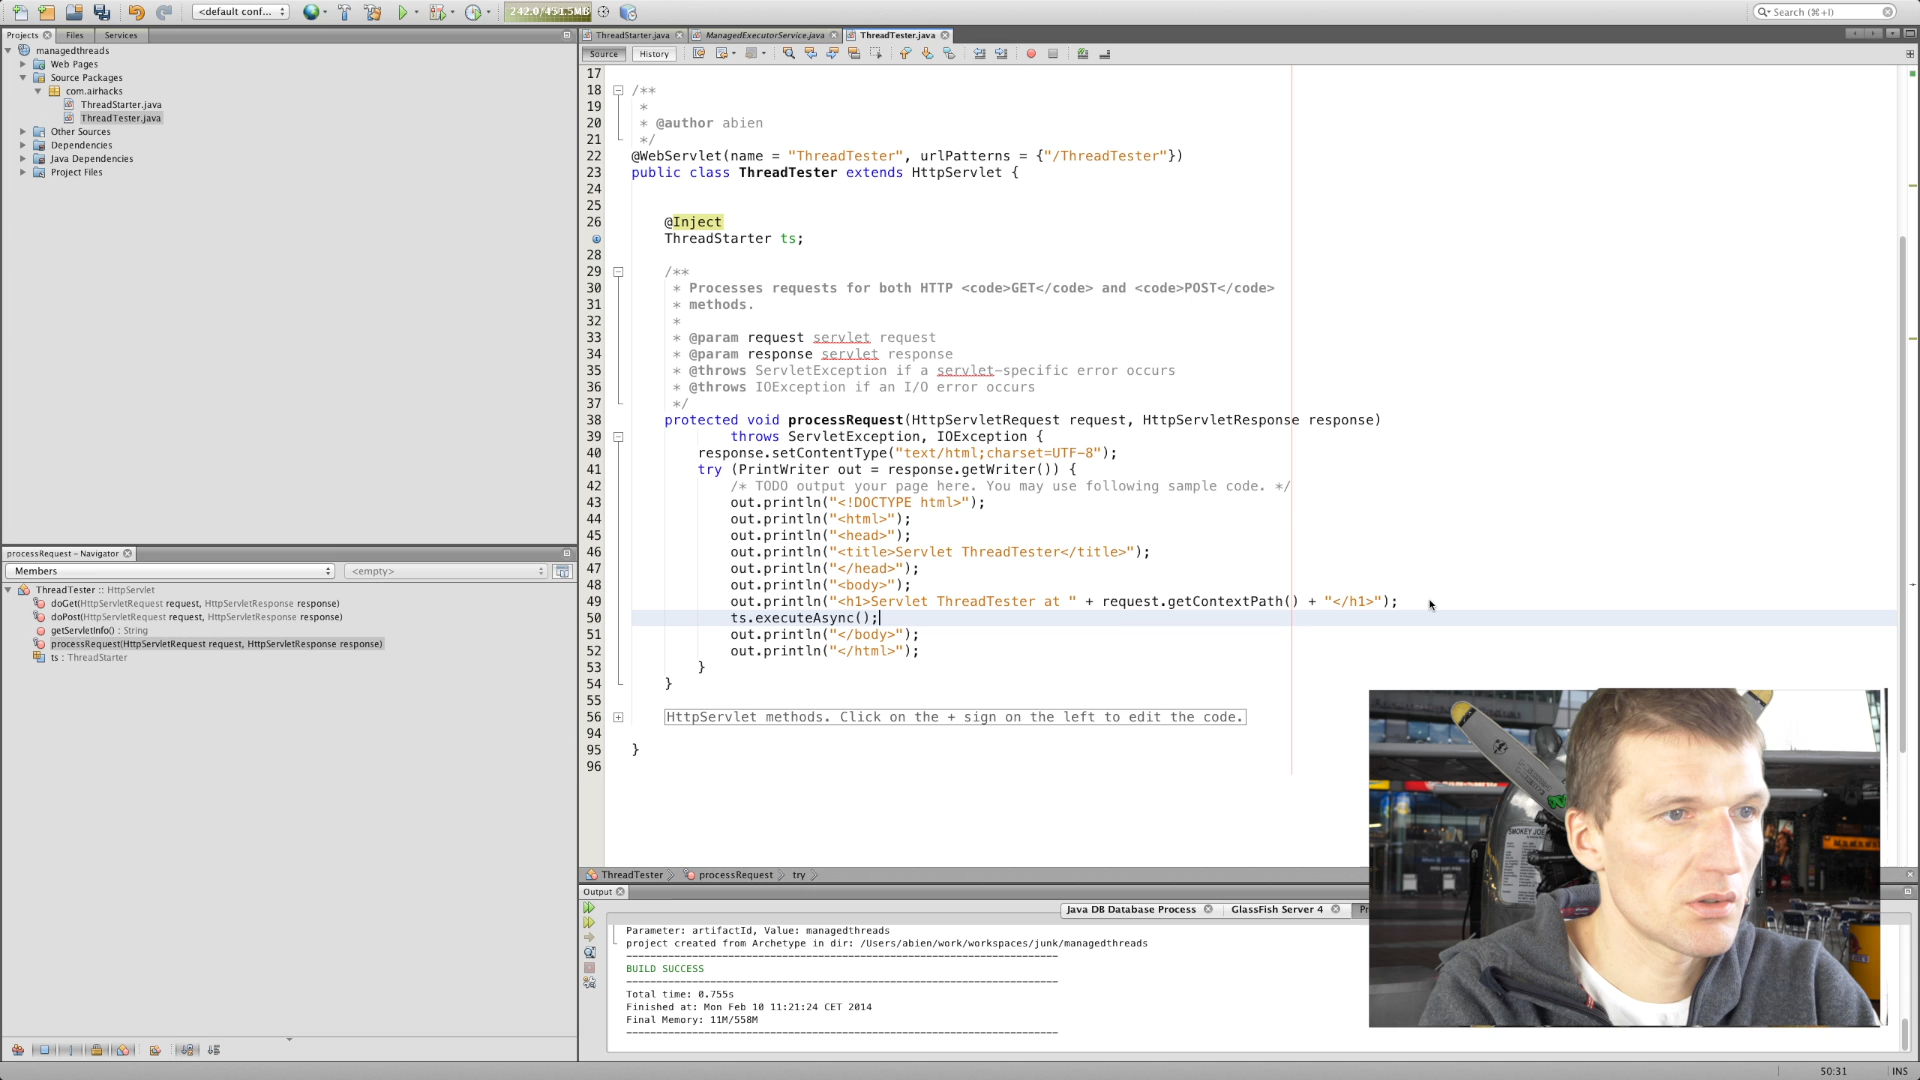 <default conf...
242.0/451.5MB
Search (⌘+I)
Projects
Files
Services
managedthreads
Web Pages
Source Packages
com.airhacks
ThreadStarter.java
ThreadTester.java
Other Sources
Dependencies
Java Dependencies
Project Files
processRequest – Navigator
Members
<empty>
ThreadTester :: HttpServlet
doGet(HttpServletRequest request, HttpServletResponse response)
doPost(HttpServletRequest request, HttpServletResponse response)
getServletInfo() : String
processRequest(HttpServletRequest request, HttpServletResponse response)
ts : ThreadStarter
ThreadStarter.java
ManagedExecutorService.java
ThreadTester.java
Source
History
17
18 /**
19 *
20 * @author abien
21 */
22 @WebServlet(name = "ThreadTester", urlPatterns = {"/ThreadTester"})
23 public class ThreadTester extends HttpServlet {
24
25
26 @Inject
ThreadStarter ts;
28
29 /**
30 * Processes requests for both HTTP <code>GET</code> and <code>POST</code>
31 * methods.
32 *
33 * @param request servlet request
34 * @param response servlet response
35 * @throws ServletException if a servlet-specific error occurs
36 * @throws IOException if an I/O error occurs
37 */
38 protected void processRequest(HttpServletRequest request, HttpServletResponse response)
39 throws ServletException, IOException {
40 response.setContentType("text/html;charset=UTF-8");
41 try (PrintWriter out = response.getWriter()) {
42 /* TODO output your page here. You may use following sample code. */
43 out.println("<!DOCTYPE html>");
44 out.println("<html>");
45 out.println("<head>");
46 out.println("<title>Servlet ThreadTester</title>");
47 out.println("</head>");
48 out.println("<body>");
49 out.println("<h1>Servlet ThreadTester at " + request.getContextPath() + "</h1>");
50 ts.executeAsync();
51 out.println("</body>");
52 out.println("</html>");
53 }
54 }
55
56 HttpServlet methods. Click on the + sign on the left to edit the code.
94
95 }
96
ThreadTester
processRequest
try
Output
Java DB Database Process
GlassFish Server 4
Parameter: artifactId, Value: managedthreads
project created from Archetype in dir: /Users/abien/work/workspaces/junk/managedthreads
------------------------------------------------------------------------
BUILD SUCCESS
------------------------------------------------------------------------
Total time: 0.755s
Finished at: Mon Feb 10 11:21:24 CET 2014
Final Memory: 11M/558M
------------------------------------------------------------------------
SMOKEY JOE
50:31
INS